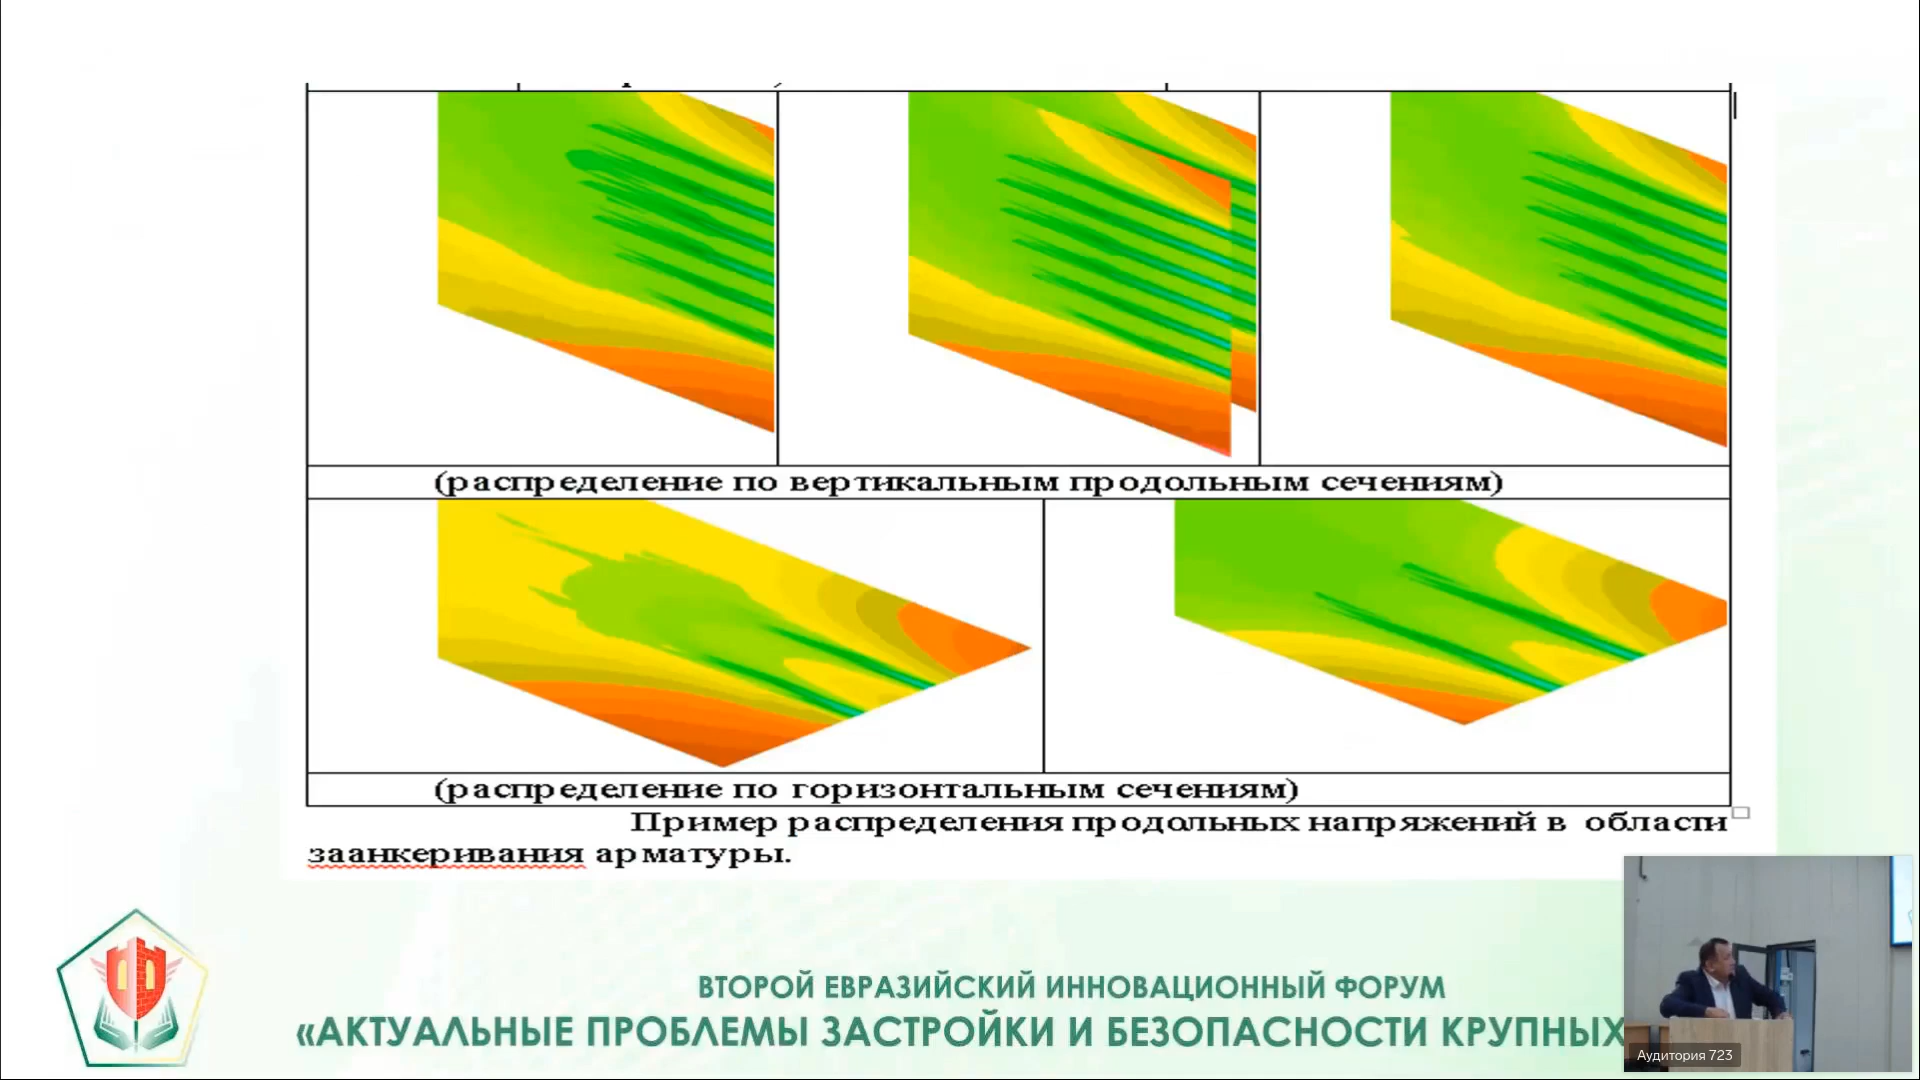 (распределение по вертикальным продольным сечениям)
(распределение по горизонтальным сечениям)
Пример распределения продольных напряжений в области
заанкеривания арматуры.
ВТОРОЙ ЕВРАЗИЙСКИЙ ИННОВАЦИОННЫЙ ФОРУМ
«АКТУАЛЬНЫЕ ПРОБЛЕМЫ ЗАСТРОЙКИ И БЕЗОПАСНОСТИ КРУПНЫХ
Аудитория 723